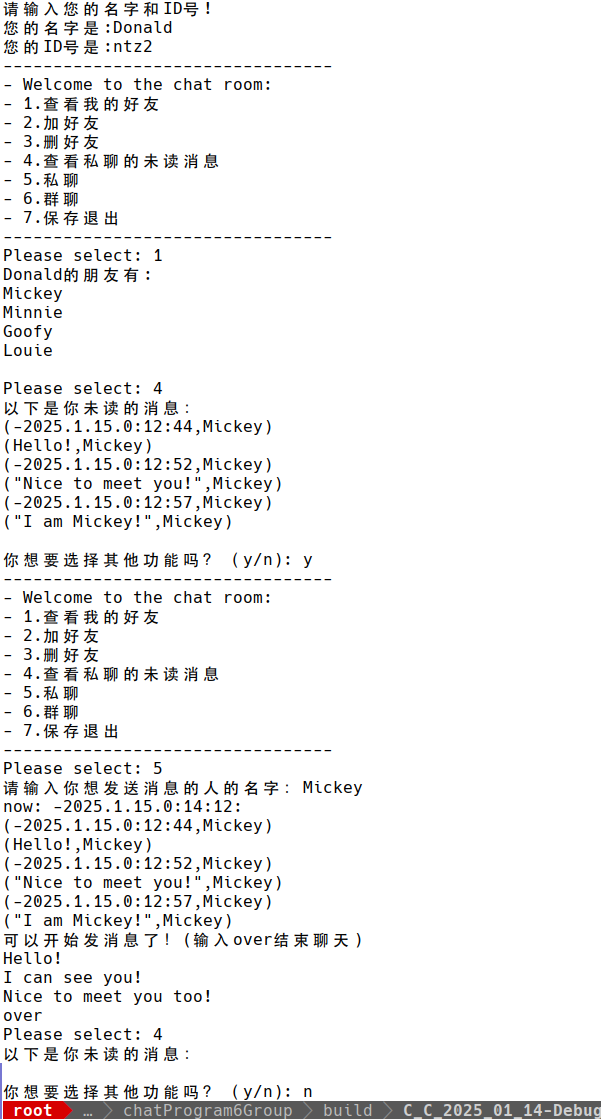 请输入您的名字和ID号!
您的名字是:Donald
您的ID号是:ntz2
---------------------------------
- Welcome to the chat room:
- 1.查看我的好友
- 2.加好友
- 3.删好友
- 4.查看私聊的未读消息
- 5.私聊
- 6.群聊
- 7.保存退出
---------------------------------
Please select: 1
Donald的朋友有:
Mickey
Minnie
Goofy
Louie
Please select: 4
以下是你未读的消息:
(-2025.1.15.0:12:44,Mickey)
(Hello!,Mickey)
(-2025.1.15.0:12:52,Mickey)
("Nice to meet you!",Mickey)
(-2025.1.15.0:12:57,Mickey)
("I am Mickey!",Mickey)
你想要选择其他功能吗? (y/n): y
---------------------------------
- Welcome to the chat room:
- 1.查看我的好友
- 2.加好友
- 3.删好友
- 4.查看私聊的未读消息
- 5.私聊
- 6.群聊
- 7.保存退出
---------------------------------
Please select: 5
请输入你想发送消息的人的名字: Mickey
now: -2025.1.15.0:14:12:
(-2025.1.15.0:12:44,Mickey)
(Hello!,Mickey)
(-2025.1.15.0:12:52,Mickey)
("Nice to meet you!",Mickey)
(-2025.1.15.0:12:57,Mickey)
("I am Mickey!",Mickey)
可以开始发消息了!(输入over结束聊天)
Hello!
I can see you!
Nice to meet you too!
over
Please select: 4
以下是你未读的消息:
你想要选择其他功能吗? (y/n): n
root … chatProgram6Group build C_C_2025_01_14-Debug